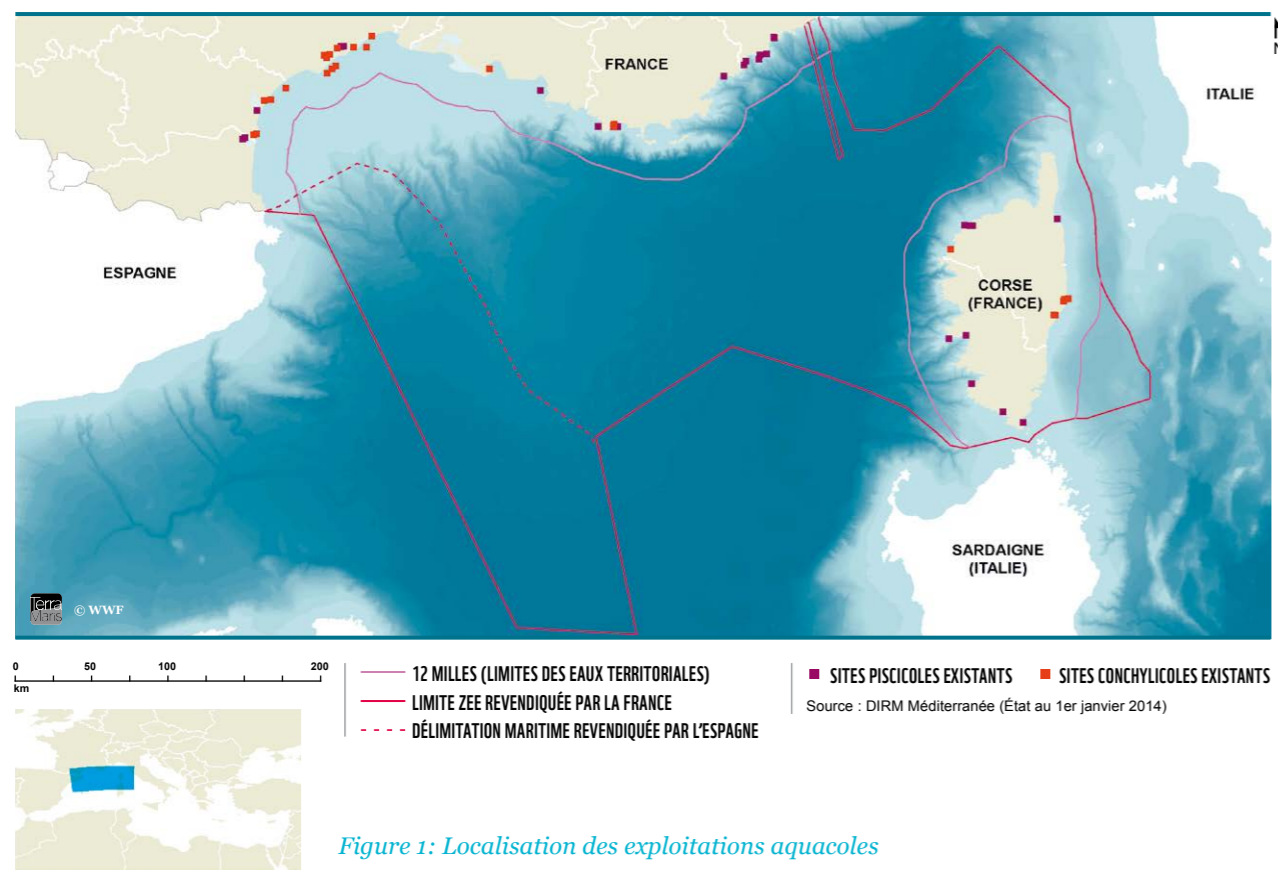 FRANCE
ITALIE
ESPAGNE
CORSE
(FRANCE)
SARDAIGNE
(ITALIE)
Terra
Maris
© WWF
N
0 50 100 200
km
12 MILLES (LIMITES DES EAUX TERRITORIALES)
LIMITE ZEE REVENDIQUÉE PAR LA FRANCE
DÉLIMITATION MARITIME REVENDIQUÉE PAR L'ESPAGNE
SITES PISCICOLES EXISTANTS
SITES CONCHYLICOLES EXISTANTS
Source : DIRM Méditerranée (État au 1er janvier 2014)
Figure 1: Localisation des exploitations aquacoles